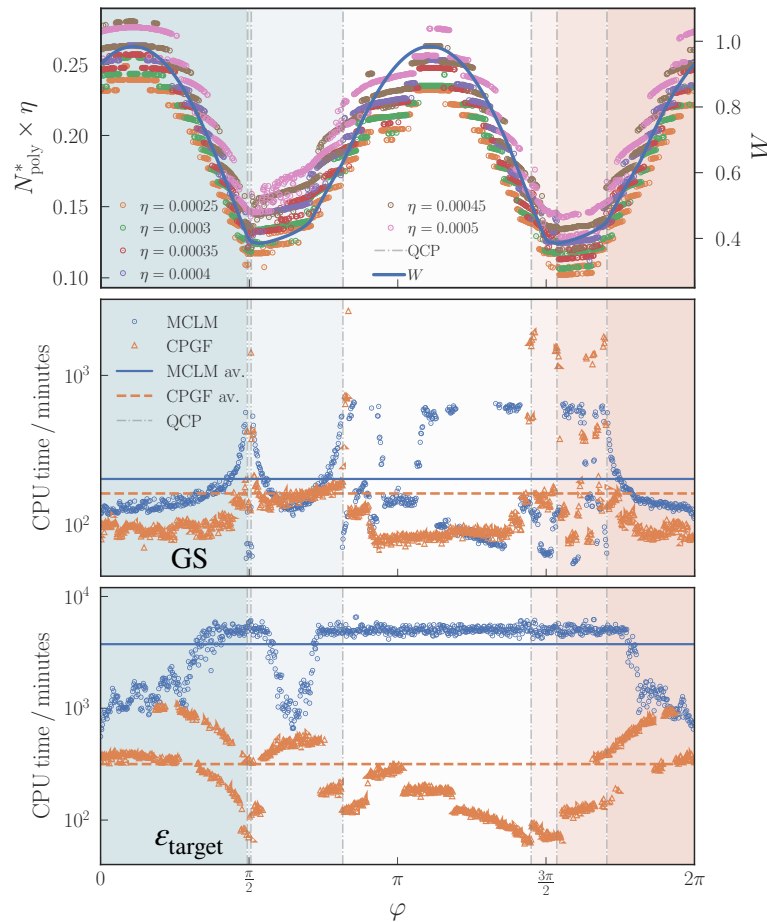 N*poly × η
0.25
0.20
0.15
0.10
1.0
0.8
0.6
0.4
W
η = 0.00025
η = 0.0003
η = 0.00035
η = 0.0004
η = 0.00045
η = 0.0005
QCP
W
CPU time / minutes
10³
10²
MCLM
CPGF
MCLM av.
CPGF av.
QCP
GS
CPU time / minutes
10⁴
10³
10²
εtarget
0
π/2
π
3π/2
2π
φ